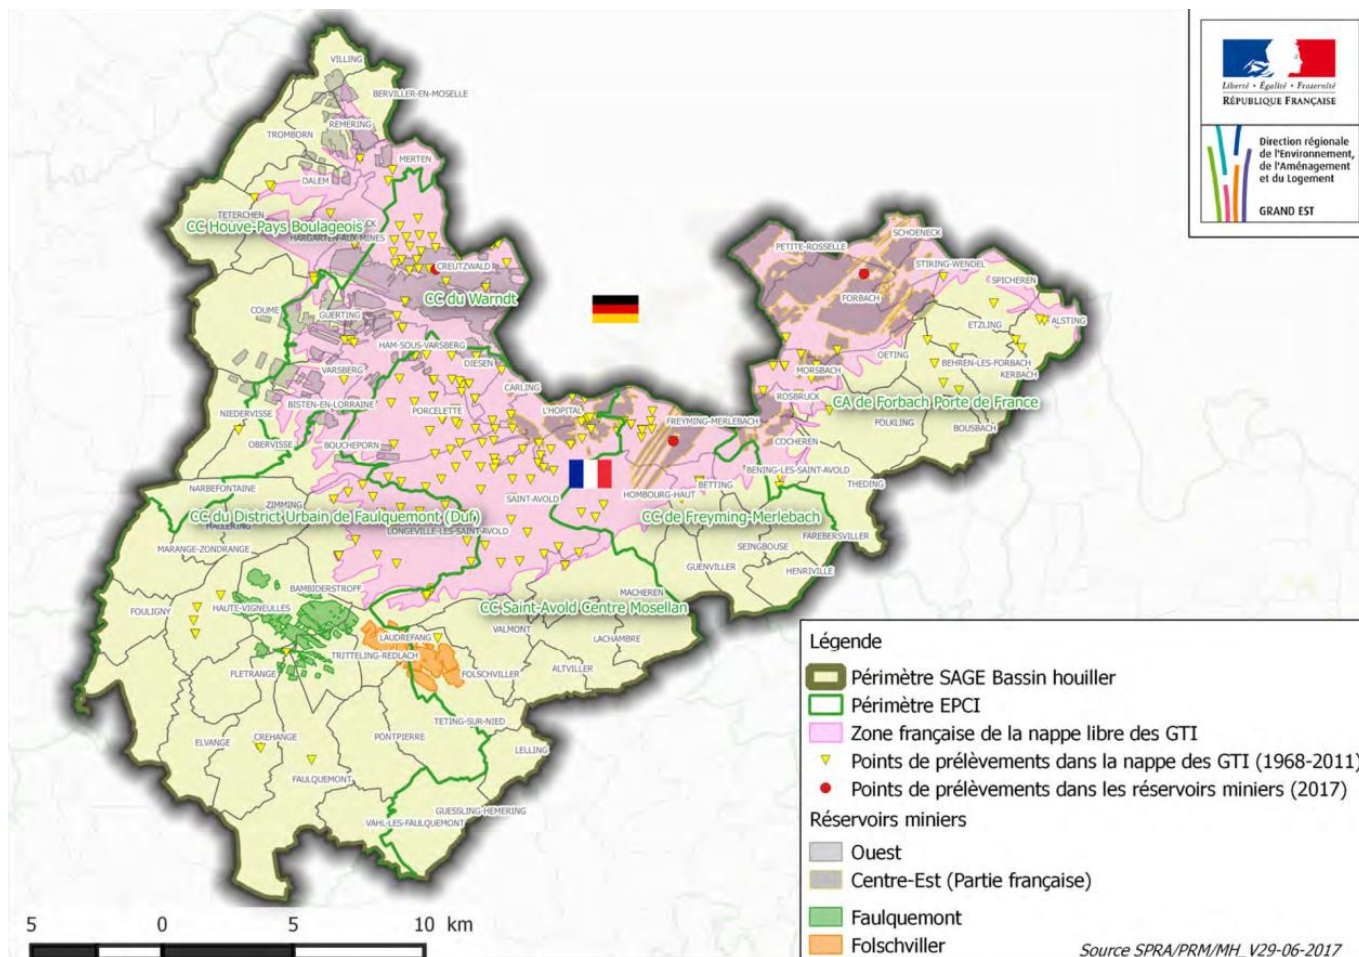 Liberté • Égalité • Fraternité
RÉPUBLIQUE FRANÇAISE
Direction régionale
de l'Environnement,
de l'Aménagement
et du Logement
GRAND EST
VILLING
BERVILLER-EN-MOSELLE
REMERING
TROMBORN
MERTEN
DALEM
TETERCHEN
CC Houve-Pays Boulageois
HARGARTEN-AUX-MINES
CREUTZWALD
CC du Warndt
COUME
GUERTING
HAM-SOUS-VARSBERG
DIESEN
VARSBERG
CARLING
BISTEN-EN-LORRAINE
PORCELETTE
L'HOPITAL
NIEDERVISSE
OBERVISSE
BOUCHEPORN
FREYMING-MERLEBACH
PETITE-ROSSELLE
SCHOENECK
STIRING-WENDEL
SPICHEREN
FORBACH
ALSTING
ETZLING
OETING
BEHREN-LES-FORBACH
KERBACH
MORSBACH
ROSBRUCK
CA de Forbach Porte de France
FOLKLING
BOUSBACH
COCHEREN
BENING-LES-SAINT-AVOLD
THEDING
BETTING
HOMBOURG-HAUT
SAINT-AVOLD
NARBEFONTAINE
ZIMMING
CC du District Urbain de Faulquemont (Duf)
HALLERING
LONGEVILLE-LES-SAINT-AVOLD
CC de Freyming-Merlebach
FAREBERSVILLER
SEINGBOUSE
GUENVILLER
HENRIVILLE
MARANGE-ZONDRANGE
BAMBIDERSTROFF
MACHEREN
FOULIGNY
HAUTE-VIGNEULLES
CC Saint-Avold Centre Mosellan
VALMONT
LACHAMBRE
LAUDREFANG
TRITTELING-REDLACH
FLETRANGE
FOLSCHVILLER
ALTVILLER
TETING-SUR-NIED
ELVANGE
CREHANGE
PONTPIERRE
LELLING
FAULQUEMONT
GUESSLING-HEMERING
VAHL-LES-FAULQUEMONT
Légende
Périmètre SAGE Bassin houiller
Périmètre EPCI
Zone française de la nappe libre des GTI
Points de prélèvements dans la nappe des GTI (1968-2011)
Points de prélèvements dans les réservoirs miniers (2017)
Réservoirs miniers
Ouest
Centre-Est (Partie française)
Faulquemont
Folschviller
5 0 5 10 km
Source SPRA/PRM/MH_V29-06-2017